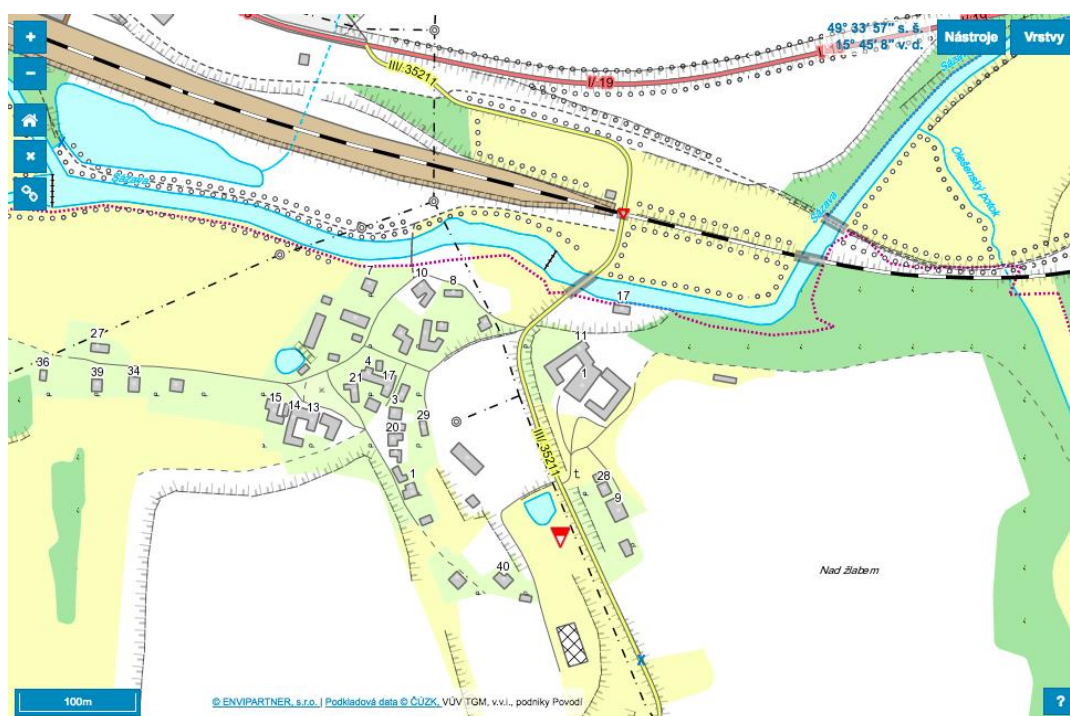 +
−
49° 33' 57" s. š.
15° 45' 8" v. d.
Nástroje
Vrstvy
III/35211
I/19
I
Sázava
Olešenský potok
Sázava
Sázava
7
10
8
17
27
36
39
34
4
21
17
3
11
1
15
14
13
20
29
1
III/35211
t
28
9
40
Nad žlabem
100m
© ENVIPARTNER, s.r.o. | Podkladová data © ČÚZK, VÚV TGM, v.v.i., podniky Povodí
?